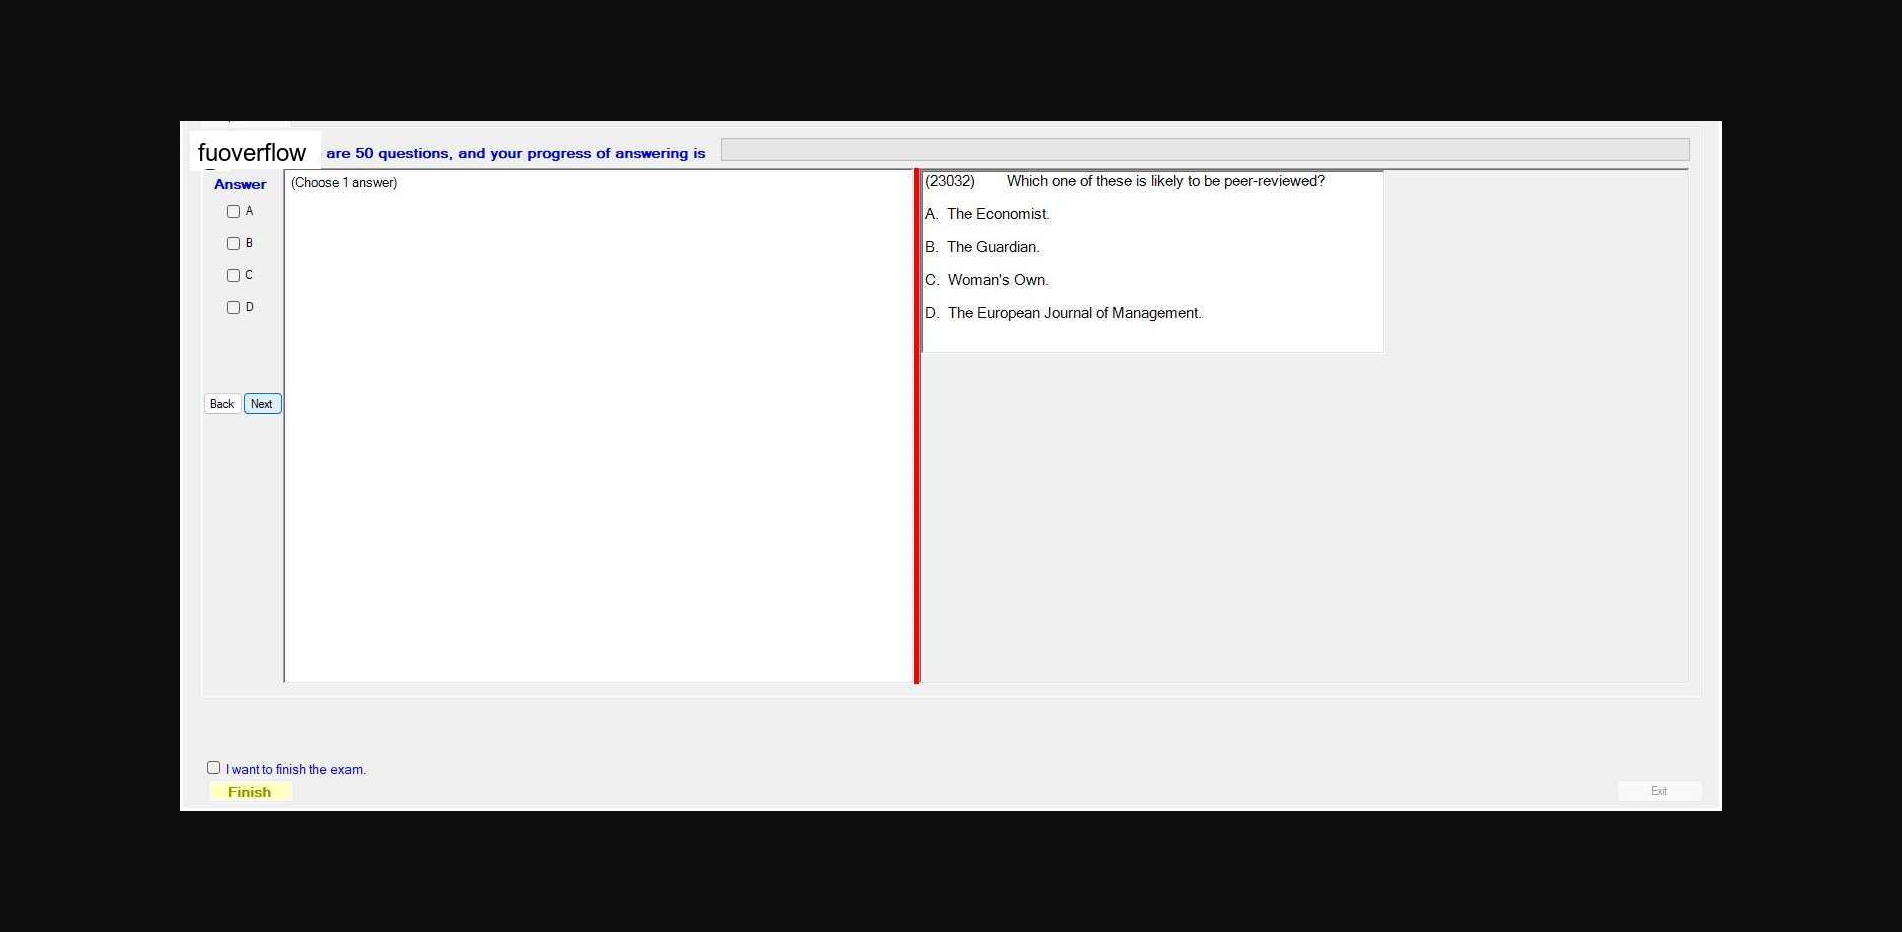 fuoverflow are 50 questions, and your progress of answering is
Answer
A
B
C
D
Back Next
(Choose 1 answer)
(23032) Which one of these is likely to be peer-reviewed?
A. The Economist.
B. The Guardian.
C. Woman's Own.
D. The European Journal of Management.
I want to finish the exam.
Finish
Exit